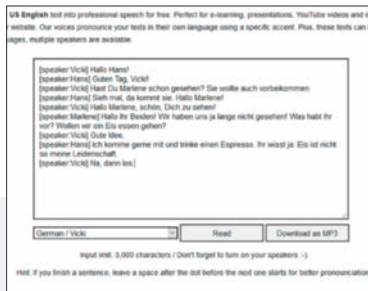 US English text into professional speech for free. Perfect for e-learning, presentations, YouTube videos and i
website. Our voices pronounce your texts in their own language using a specific accent. Plus, these texts can
uages, multiple speakers are available.
[speaker:Vicki] Hallo Hans!
[speaker:Hans] Guten Tag, Vicki!
[speaker:Vicki] Hast Du Marlene schon gesehen? Sie wollte auch vorbeikommen.
[speaker:Hans] Sieh mal, da kommt sie. Hallo Marlene!
[speaker:Vicki] Hallo Marlene, schön, Dich zu sehen!
[speaker:Marlene] Hallo Ihr Beiden! Wir haben uns ja lange nicht gesehen! Was habt Ihr
vor? Wollen wir ein Eis essen gehen?
[speaker:Vicki] Gute Idee.
[speaker:Hans] Ich komme gerne mit und trinke einen Espresso. Ihr wisst ja: Eis ist nicht
so meine Leidenschaft.
[speaker:Vicki] Na, dann los.
German / Vicki
Read
Download as MP3
Input limit: 3,000 characters / Don't forget to turn on your speakers :-)
Hint: If you finish a sentence, leave a space after the dot before the next one starts for better pronounciation